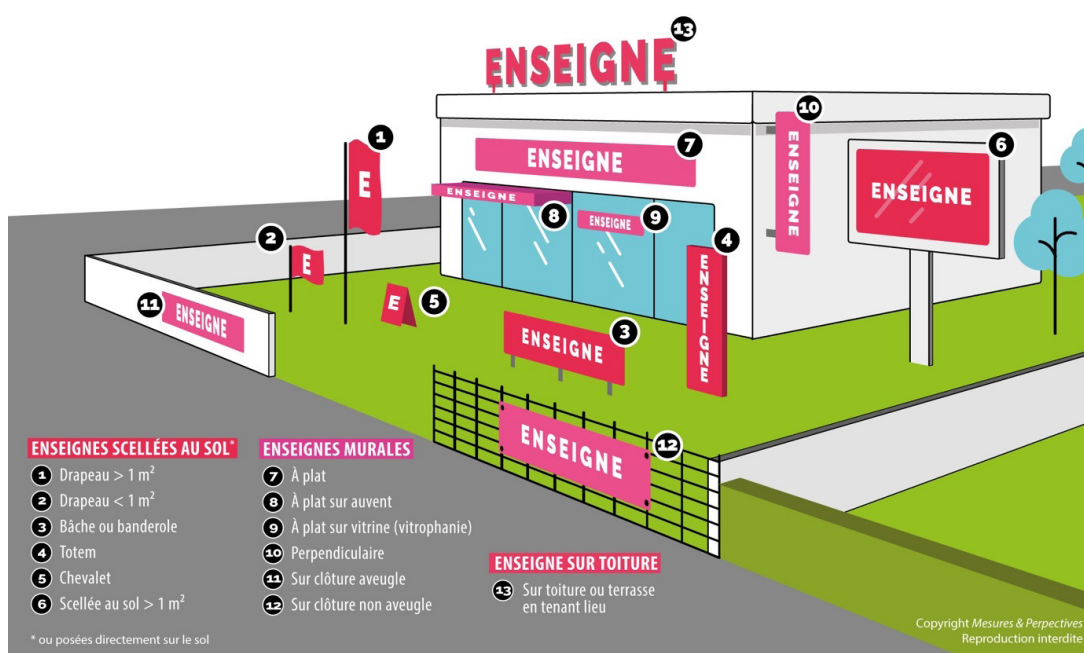 ENSEIGNE
13
1
E
2
E
11
ENSEIGNE
5
E
ENSEIGNE
7
ENSEIGNE
8
ENSEIGNE
9
10
ENSEIGNE
4
ENSEIGNE
6
ENSEIGNE
3
ENSEIGNE
12
ENSEIGNE
ENSEIGNES SCELLÉES AU SOL*
1 Drapeau > 1 m²
2 Drapeau < 1 m²
3 Bâche ou banderole
4 Totem
5 Chevalet
6 Scellée au sol > 1 m²
* ou posées directement sur le sol
ENSEIGNES MURALES
7 À plat
8 À plat sur auvent
9 À plat sur vitrine (vitrophanie)
10 Perpendiculaire
11 Sur clôture aveugle
12 Sur clôture non aveugle
ENSEIGNE SUR TOITURE
13 Sur toiture ou terrasse
en tenant lieu
Copyright Mesures & Perpectives
Reproduction interdite